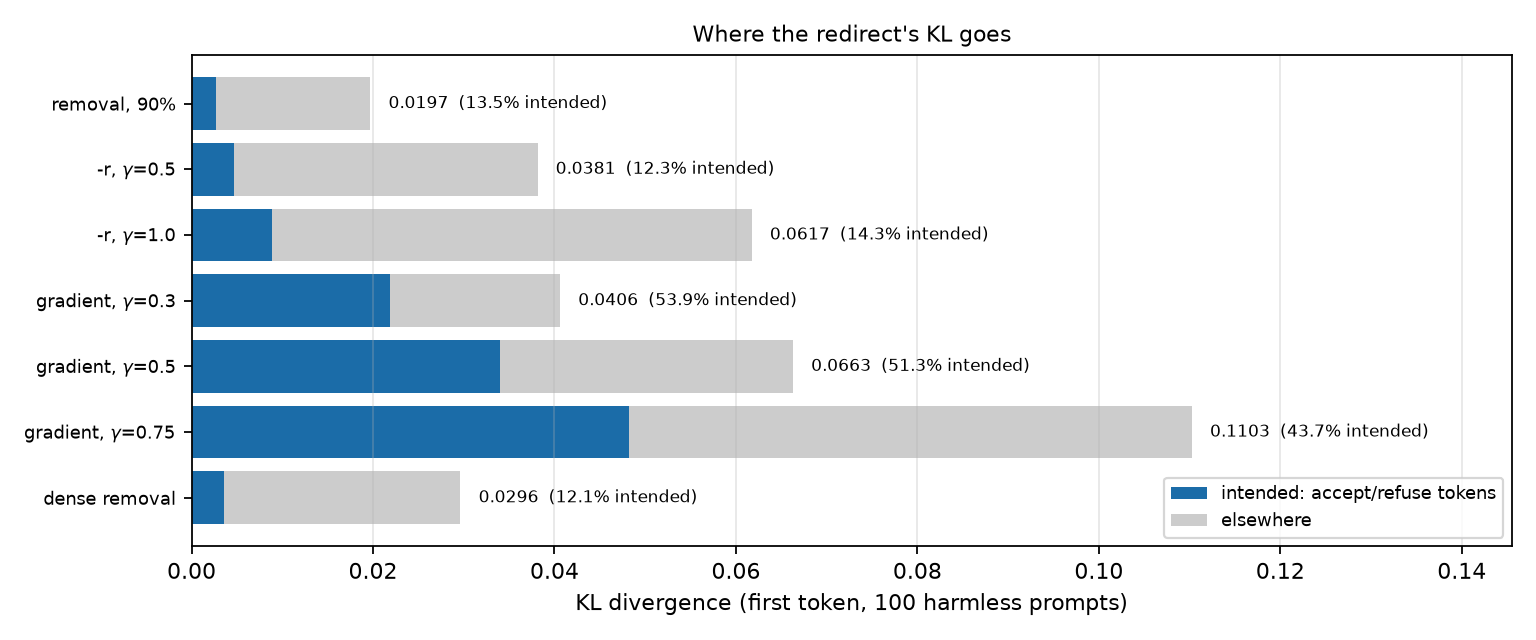 Where the redirect's KL goes
removal, 90%
0.0197 (13.5% intended)
-r, γ=0.5
0.0381 (12.3% intended)
-r, γ=1.0
0.0617 (14.3% intended)
gradient, γ=0.3
0.0406 (53.9% intended)
gradient, γ=0.5
0.0663 (51.3% intended)
gradient, γ=0.75
0.1103 (43.7% intended)
dense removal
0.0296 (12.1% intended)
intended: accept/refuse tokens
elsewhere
0.00 0.02 0.04 0.06 0.08 0.10 0.12 0.14
KL divergence (first token, 100 harmless prompts)